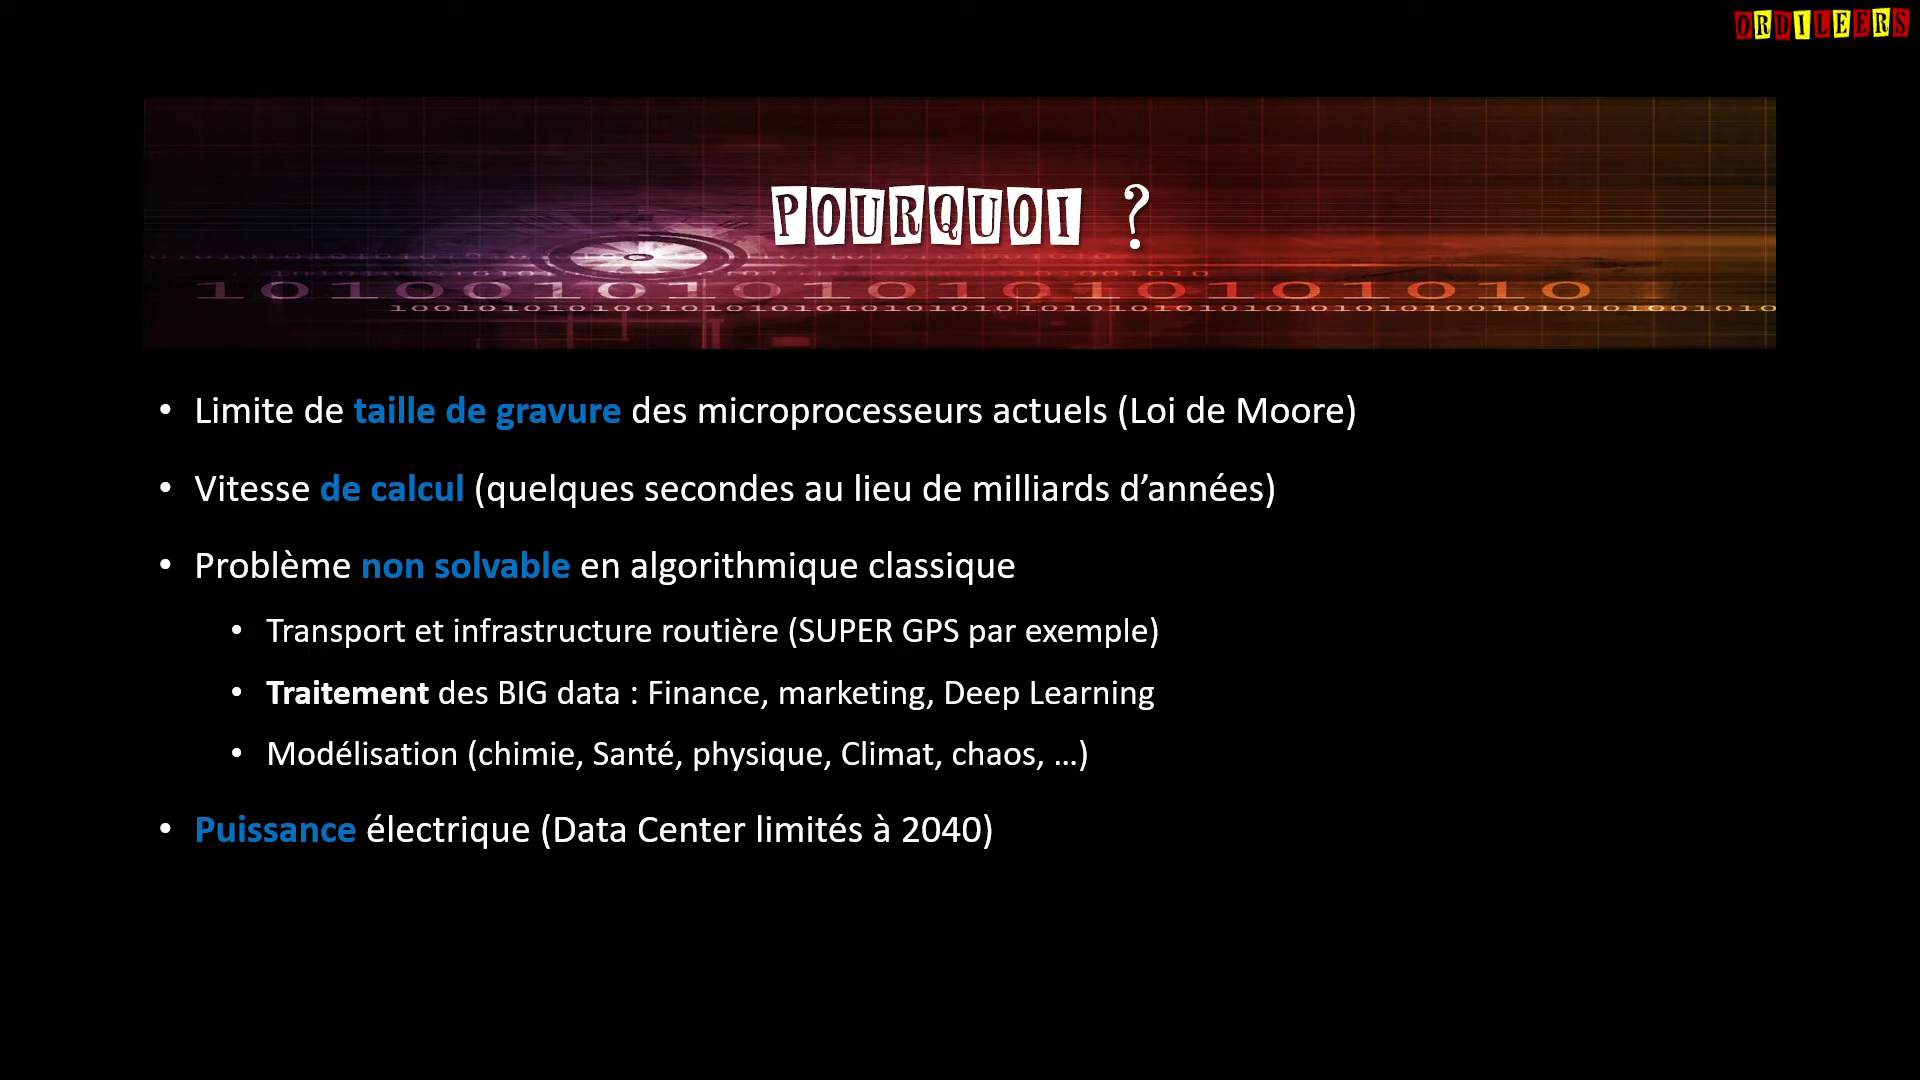 ORDILEERS
POURQUOI ?
• Limite de taille de gravure des microprocesseurs actuels (Loi de Moore)
• Vitesse de calcul (quelques secondes au lieu de milliards d’années)
• Problème non solvable en algorithmique classique
• Transport et infrastructure routière (SUPER GPS par exemple)
• Traitement des BIG data : Finance, marketing, Deep Learning
• Modélisation (chimie, Santé, physique, Climat, chaos, …)
• Puissance électrique (Data Center limités à 2040)